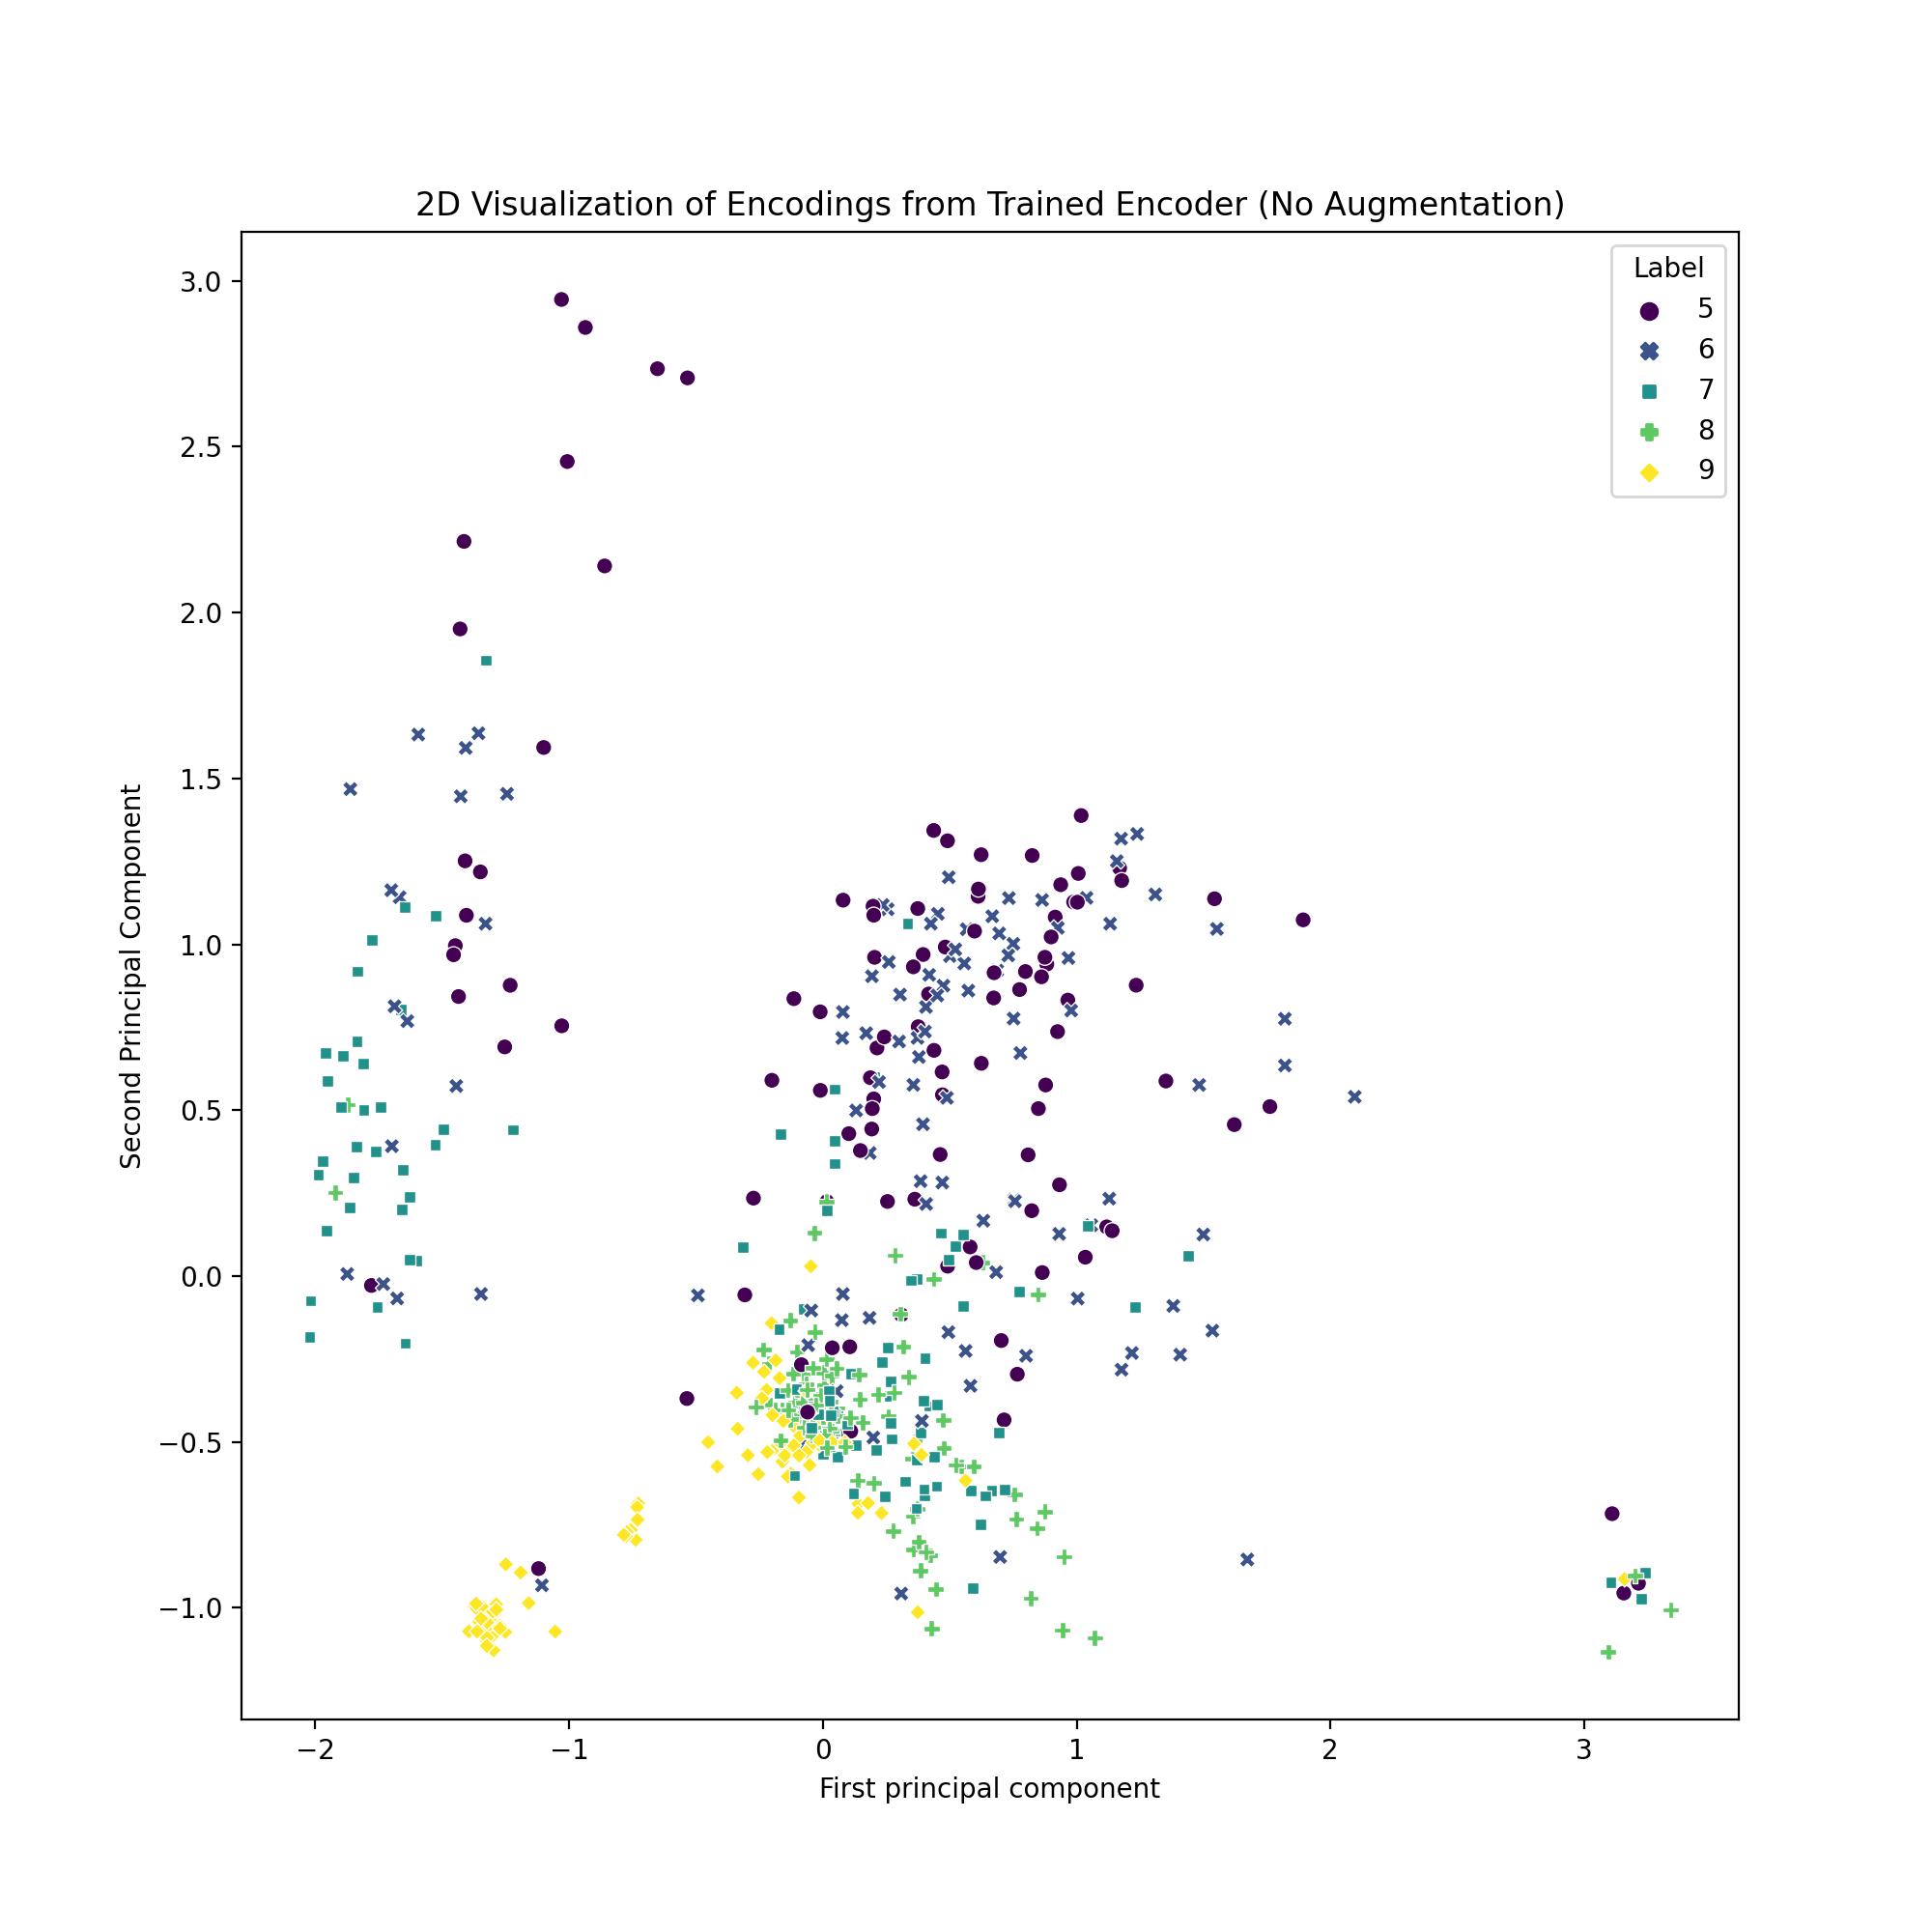 2D Visualization of Encodings from Trained Encoder (No Augmentation)
Label
5
6
7
8
9
3.0
2.5
2.0
1.5
1.0
0.5
0.0
−0.5
−1.0
Second Principal Component
−2 −1 0 1 2 3
First principal component